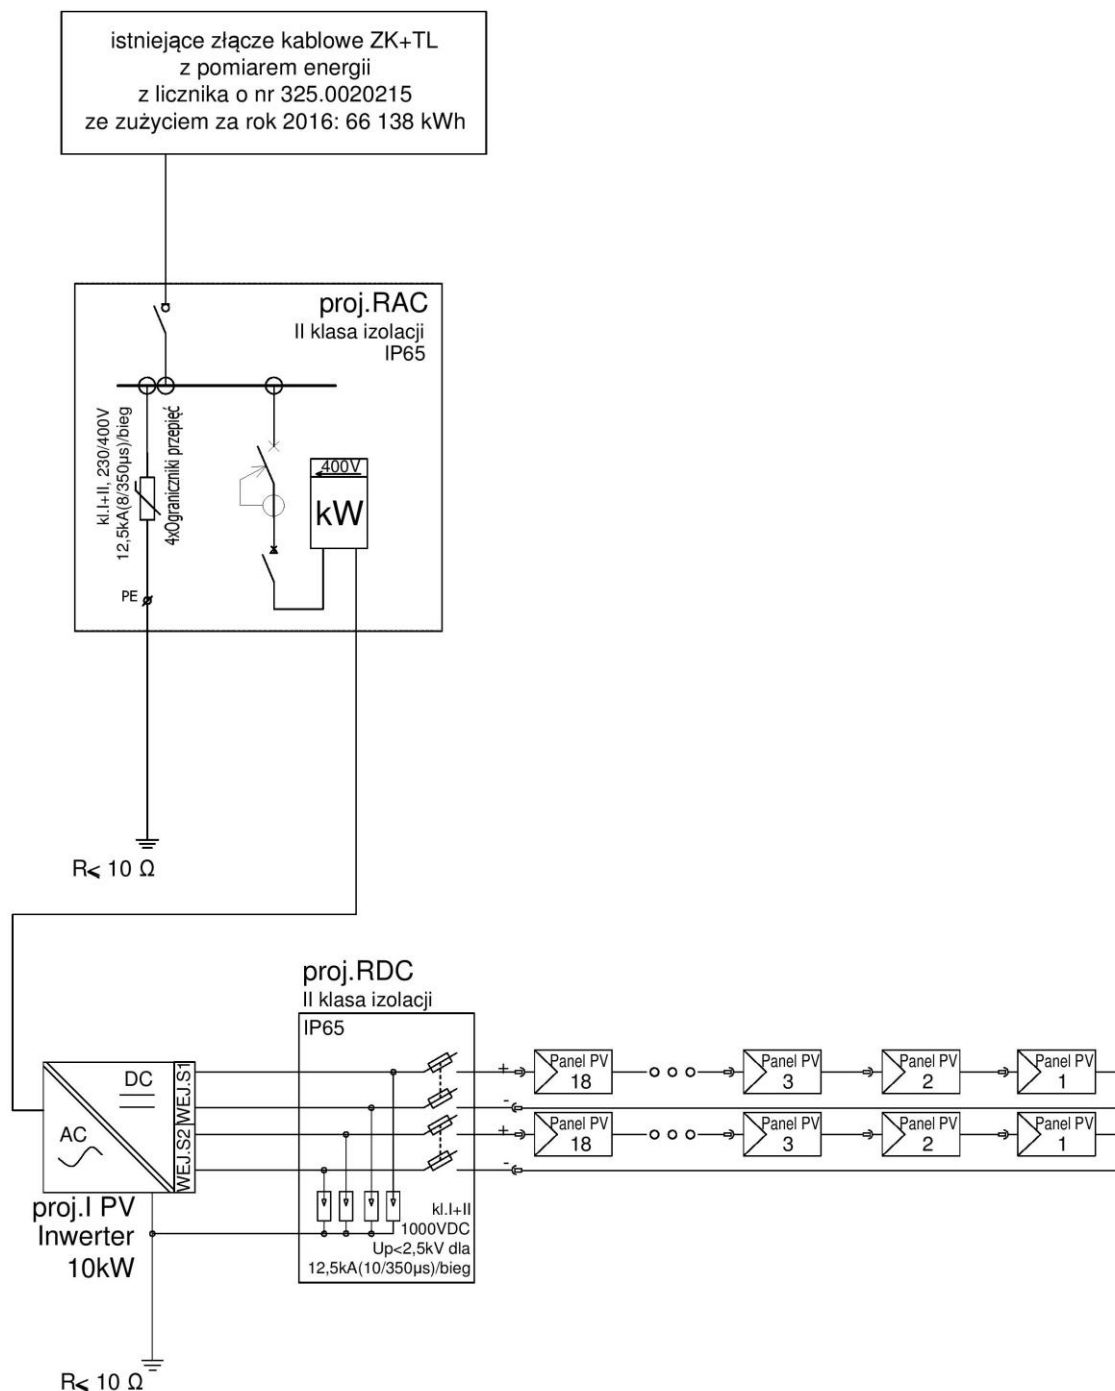 istniejące złącze kablowe ZK+TL
z pomiarem energii
z licznika o nr 325.0020215
ze zużyciem za rok 2016: 66 138 kWh
proj.RAC
II klasa izolacji
IP65
kl.I+II, 230/400V
12,5kA(8/350µs)/bieg
4xOgraniczniki przepięć
400V
kW
PE
R< 10 Ω
proj.RDC
II klasa izolacji
IP65
DC
AC
WEJ.S1
WEJ.S2
proj.I PV
Inwerter
10kW
+
-
+
-
Panel PV
18
Panel PV
3
Panel PV
2
Panel PV
1
Panel PV
18
Panel PV
3
Panel PV
2
Panel PV
1
kl.I+II
1000VDC
Up<2,5kV dla
12,5kA(10/350µs)/bieg
R< 10 Ω